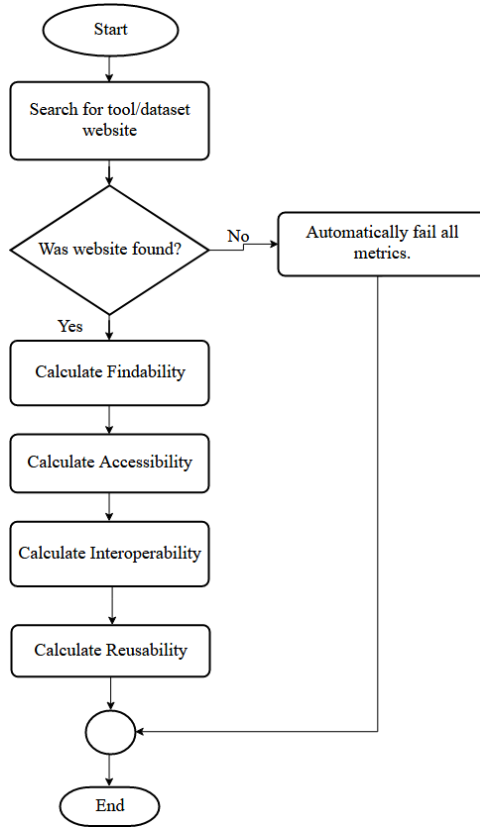 Start
Search for tool/dataset
website
Was website found?
No
Automatically fail all
metrics.
Yes
Calculate Findability
Calculate Accessibility
Calculate Interoperability
Calculate Reusability
End